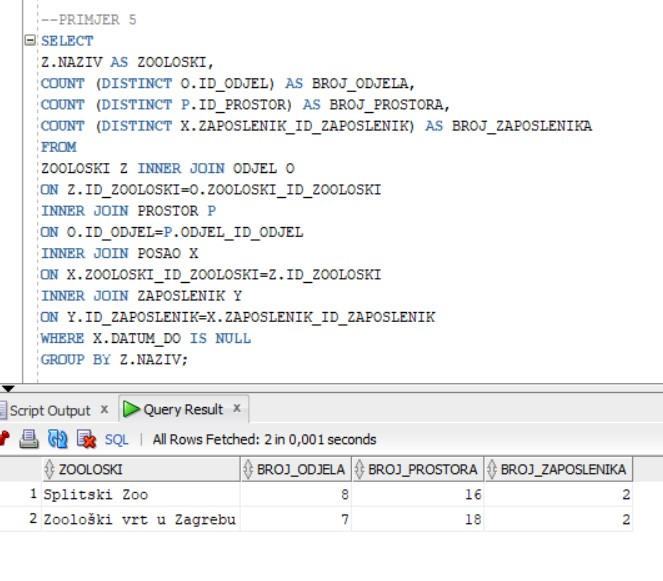 --PRIMJER 5
SELECT
Z.NAZIV AS ZOOLOSKI,
COUNT (DISTINCT O.ID_ODJEL) AS BROJ_ODJELA,
COUNT (DISTINCT P.ID_PROSTOR) AS BROJ_PROSTORA,
COUNT (DISTINCT X.ZAPOSLENIK_ID_ZAPOSLENIK) AS BROJ_ZAPOSLENIKA
FROM
ZOOLOSKI Z INNER JOIN ODJEL O
ON Z.ID_ZOOLOSKI=O.ZOOLOSKI_ID_ZOOLOSKI
INNER JOIN PROSTOR P
ON O.ID_ODJEL=P.ODJEL_ID_ODJEL
INNER JOIN POSAO X
ON X.ZOOLOSKI_ID_ZOOLOSKI=Z.ID_ZOOLOSKI
INNER JOIN ZAPOSLENIK Y
ON Y.ID_ZAPOSLENIK=X.ZAPOSLENIK_ID_ZAPOSLENIK
WHERE X.DATUM_DO IS NULL
GROUP BY Z.NAZIV;
Script Output x Query Result x
SQL | All Rows Fetched: 2 in 0,001 seconds
ZOOLOSKI BROJ_ODJELA BROJ_PROSTORA BROJ_ZAPOSLENIKA
1 Splitski Zoo 8 16 2
2 Zoološki vrt u Zagrebu 7 18 2